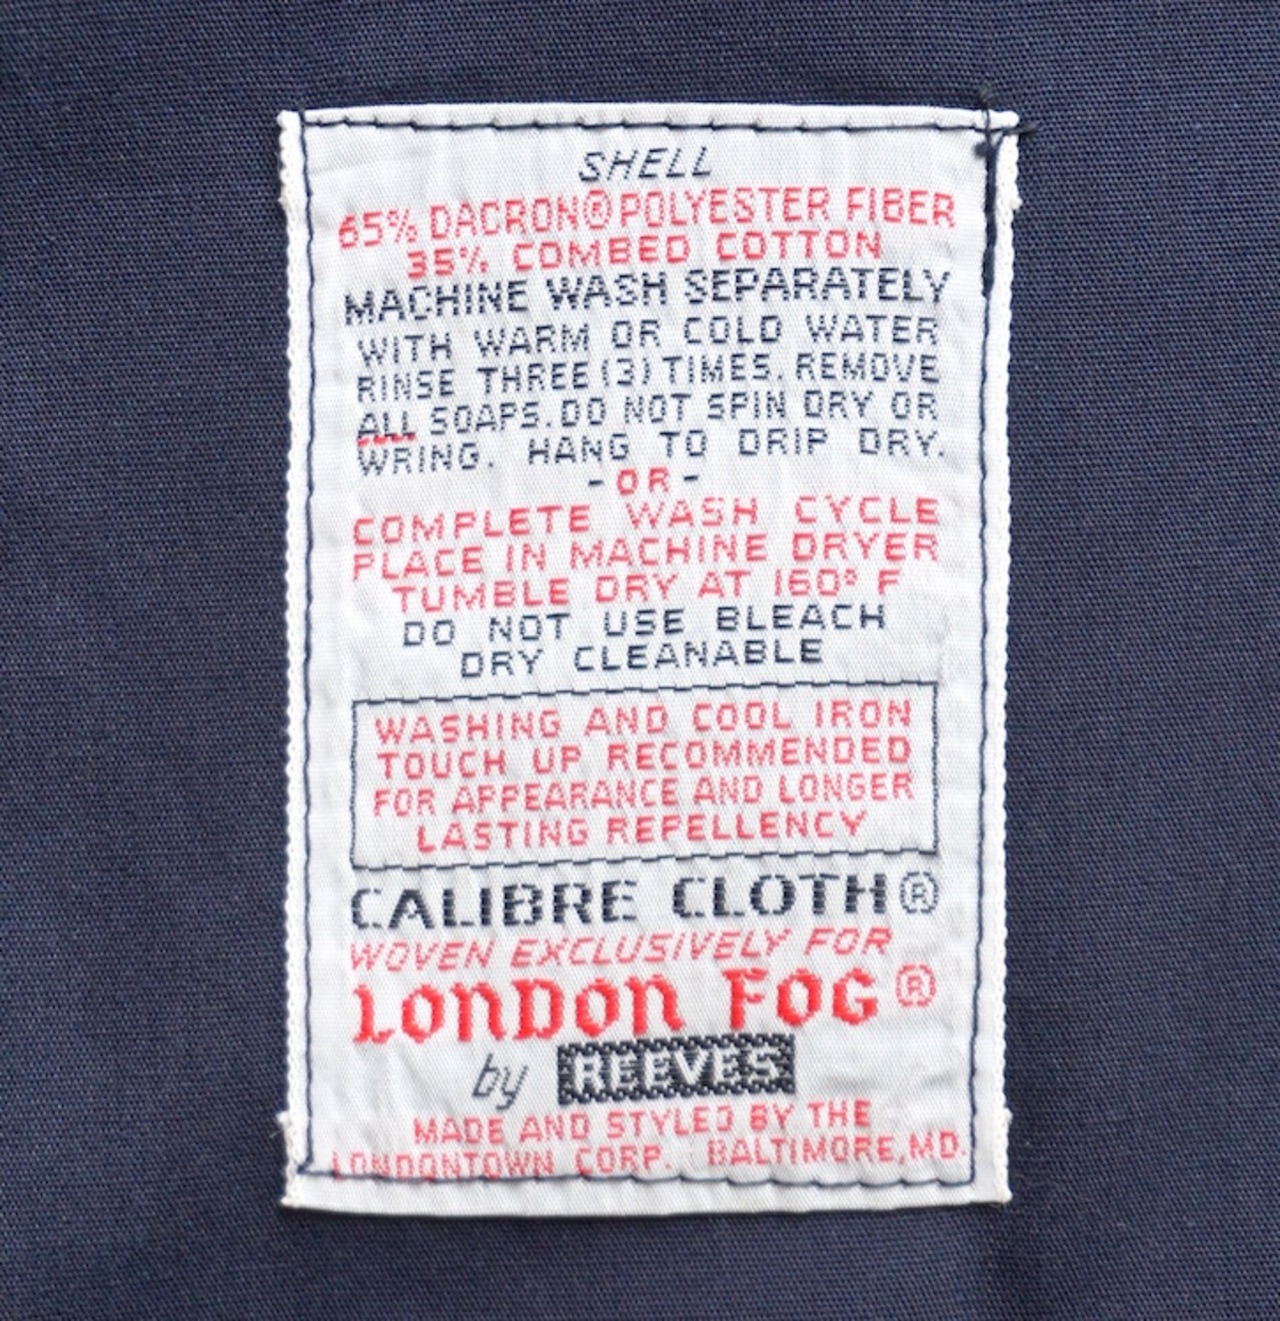 SHELL
65% DACRON® POLYESTER FIBER
35% COMBED COTTON
MACHINE WASH SEPARATELY
WITH WARM OR COLD WATER
RINSE THREE (3) TIMES. REMOVE
ALL SOAPS. DO NOT SPIN DRY OR
WRING. HANG TO DRIP DRY.
- OR -
COMPLETE WASH CYCLE
PLACE IN MACHINE DRYER
TUMBLE DRY AT 160° F
DO NOT USE BLEACH
DRY CLEANABLE
WASHING AND COOL IRON
TOUCH UP RECOMMENDED
FOR APPEARANCE AND LONGER
LASTING REPELLENCY
CALIBRE CLOTH®
WOVEN EXCLUSIVELY FOR
LONDON FOG®
by REEVES
MADE AND STYLED BY THE
LONDONTOWN CORP. BALTIMORE, MD.